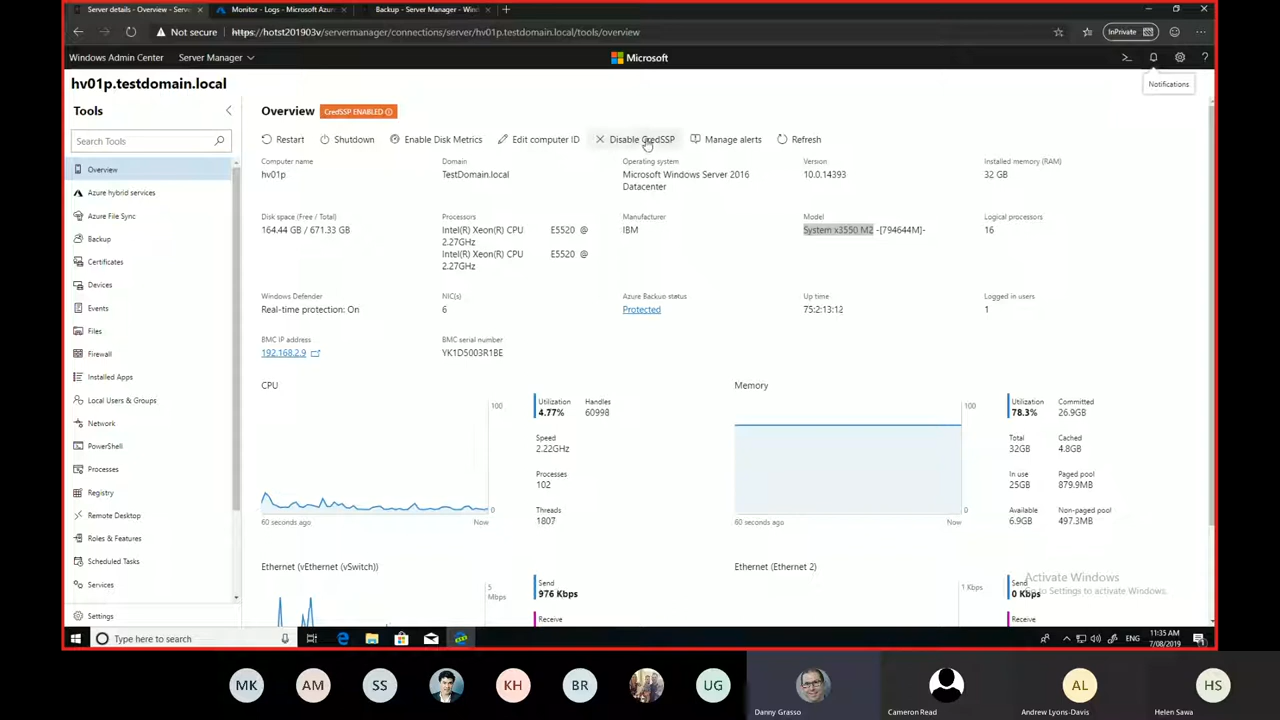 Server details - Overview - Serve
Monitor - Logs - Microsoft Azure
Backup - Server Manager - Wind
Not secure
https://hotst201903v/servermanager/connections/server/hv01p.testdomain.local/tools/overview
InPrivate
Windows Admin Center
Server Manager
Microsoft
Notifications
hv01p.testdomain.local
Tools
Search Tools
Overview
Azure hybrid services
Azure File Sync
Backup
Certificates
Devices
Events
Files
Firewall
Installed Apps
Local Users & Groups
Network
PowerShell
Processes
Registry
Remote Desktop
Roles & Features
Scheduled Tasks
Services
Settings
Overview
CredSSP ENABLED
Restart
Shutdown
Enable Disk Metrics
Edit computer ID
Disable CredSSP
Manage alerts
Refresh
Computer name
hv01p
Domain
TestDomain.local
Operating system
Microsoft Windows Server 2016
Datacenter
Version
10.0.14393
Installed memory (RAM)
32 GB
Disk space (Free / Total)
164.44 GB / 671.33 GB
Processors
Intel(R) Xeon(R) CPU E5520 @
2.27GHz
Intel(R) Xeon(R) CPU E5520 @
2.27GHz
Manufacturer
IBM
Model
System x3550 M2 -[794644M]-
Logical processors
16
Windows Defender
Real-time protection: On
NIC(s)
6
Azure Backup status
Protected
Up time
75:2:13:12
Logged in users
1
BMC IP address
192.168.2.9
BMC serial number
YK1D5003R1BE
CPU
100
0
60 seconds ago
Now
Utilization
4.77%
Handles
60998
Speed
2.22GHz
Processes
102
Threads
1807
Memory
100
0
60 seconds ago
Now
Utilization
78.3%
Committed
26.9GB
Total
32GB
Cached
4.8GB
In use
25GB
Paged pool
879.9MB
Available
6.9GB
Non-paged pool
497.3MB
Ethernet (vEthernet (vSwitch))
5
Mbps
Send
976 Kbps
Receive
Ethernet (Ethernet 2)
1 Kbps
Send
0 Kbps
Receive
Activate Windows
Go to Settings to activate Windows.
Type here to search
ENG
11:35 AM
7/08/2019
MK
AM
SS
KH
BR
UG
Danny Grasso
Cameron Read
AL
Andrew Lyons-Davis
HS
Helen Sawa